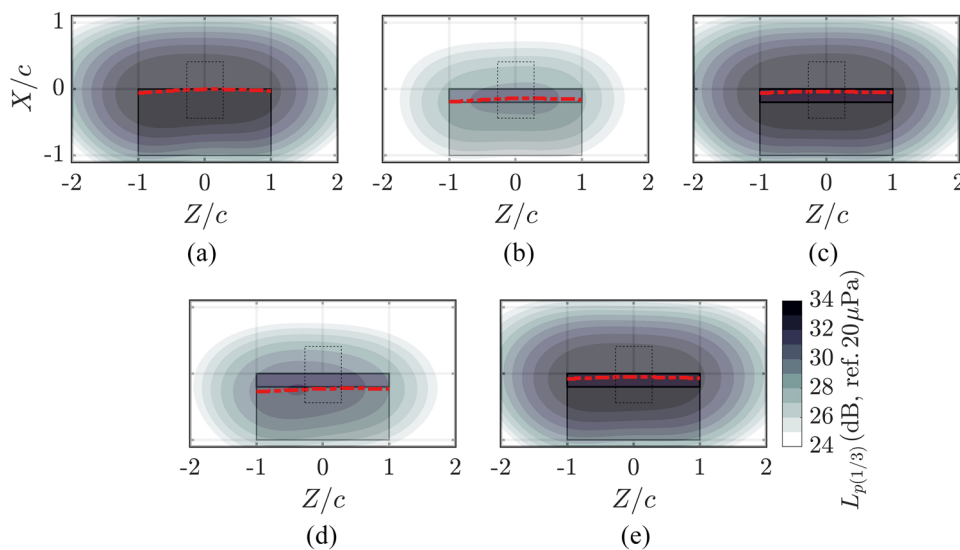 X/c
1
0
-1
-2 -1 0 1 2
-2 -1 0 1 2
-2 -1 0 1 2
Z/c
Z/c
Z/c
(a)
(b)
(c)
-2 -1 0 1 2
-2 -1 0 1 2
Z/c
Z/c
(d)
(e)
34
32
30
28
26
24
L_{p(1/3)} (dB, ref. 20 μPa)